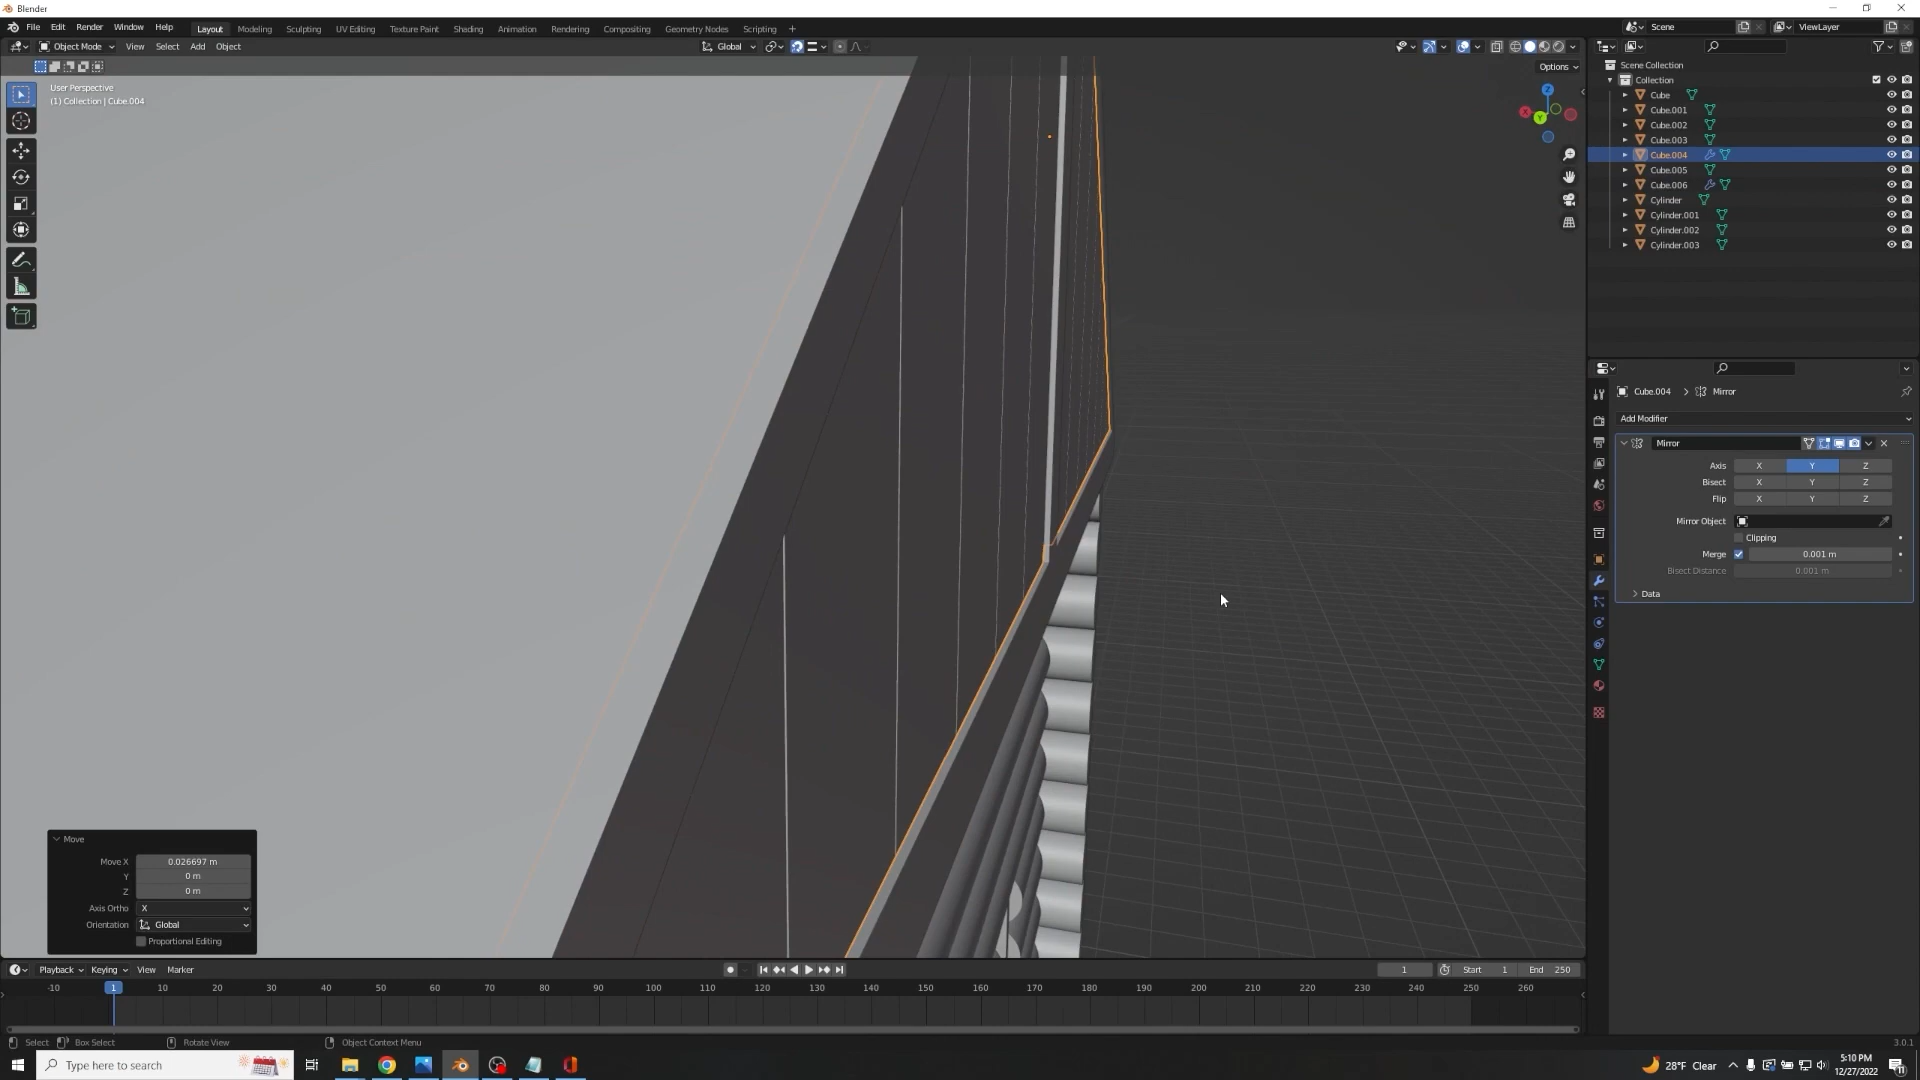 Blender
File Edit Render Window Help Layout Modeling Sculpting UV Editing Texture Paint Shading Animation Rendering Compositing Geometry Nodes Scripting + Scene ViewLayer
Object Mode View Select Add Object Global
Options
User Perspective
(1) Collection | Cube.004
X Y Z
Scene Collection
Collection
Cube
Cube.001
Cube.002
Cube.003
Cube.004
Cube.005
Cube.006
Cylinder
Cylinder.001
Cylinder.002
Cylinder.003
Cube.004 > Mirror
Add Modifier
Mirror
Axis X Y Z
Bisect X Y Z
Flip X Y Z
Mirror Object
Clipping
Merge 0.001 m
Bisect Distance 0.001 m
Data
Move
Move X 0.026697 m
Y 0 m
Z 0 m
Axis Ortho X
Orientation Global
Proportional Editing
Playback Keying View Marker 1 Start 1 End 250
-10 1 10 20 30 40 50 60 70 80 90 100 110 120 130 140 150 160 170 180 190 200 210 220 230 240 250 260
Select Box Select Rotate View Object Context Menu 3.0.1
Type here to search
28°F Clear
5:10 PM
12/27/2022
11